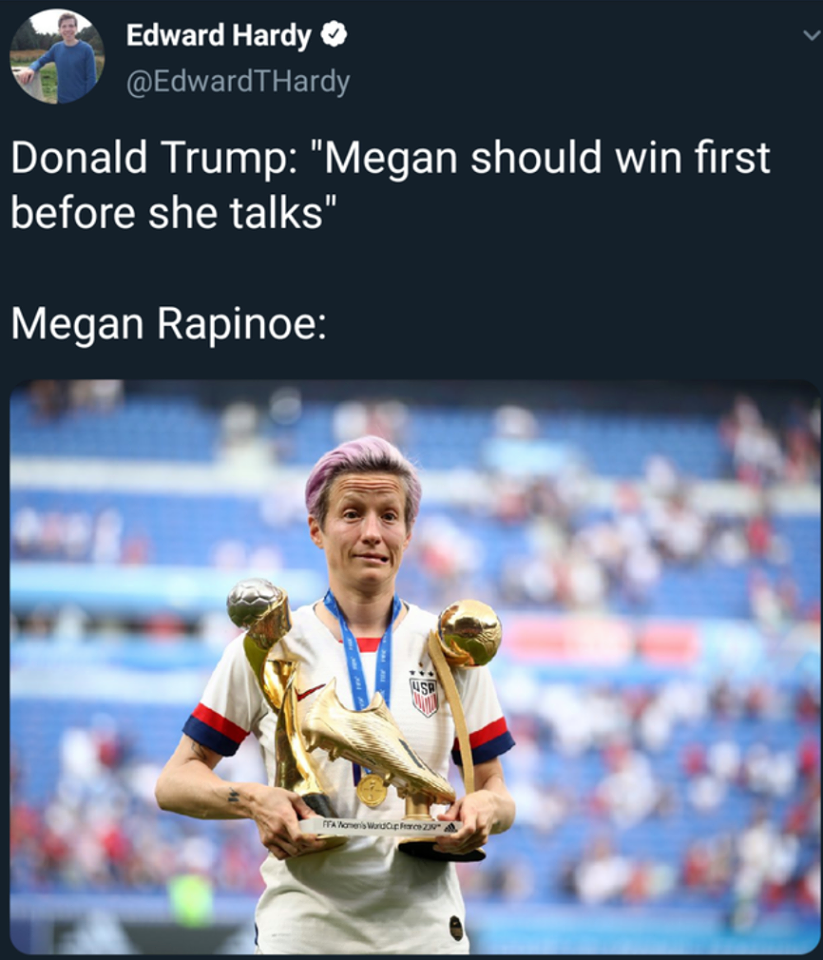 Edward Hardy
@EdwardTHardy
Donald Trump: "Megan should win first
before she talks"
Megan Rapinoe:
USA
FIFA Women's World Cup France 2019™